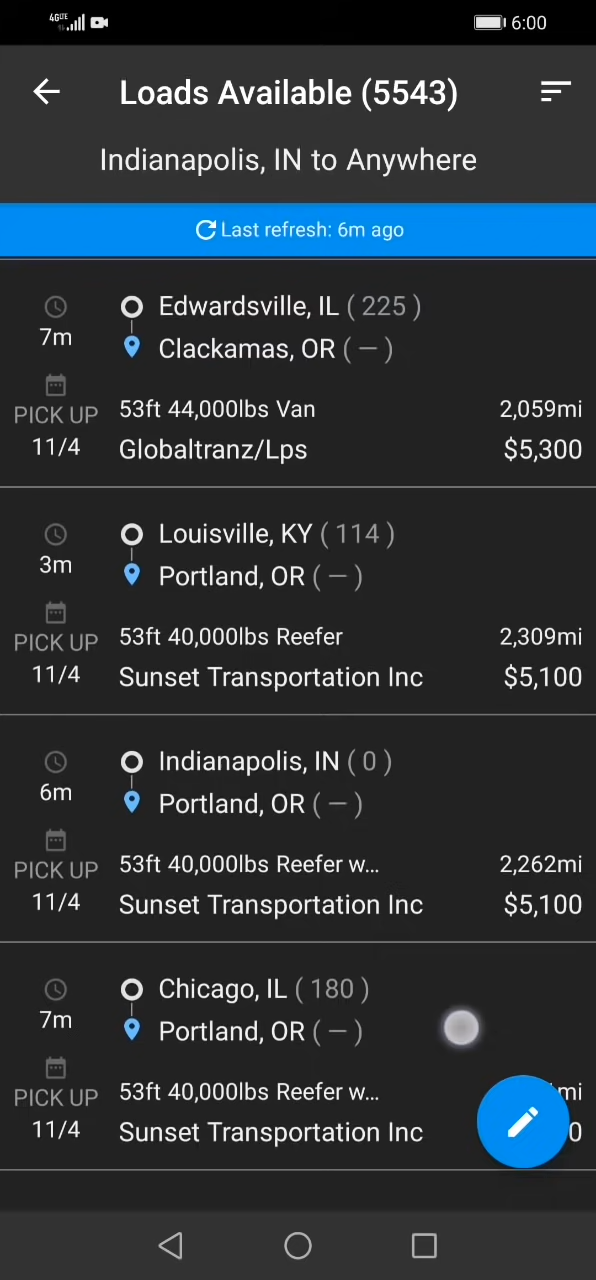 4G LTE 6:00
Loads Available (5543)
Indianapolis, IN to Anywhere
Last refresh: 6m ago
Edwardsville, IL ( 225 )
7m
Clackamas, OR ( — )
PICK UP
53ft 44,000lbs Van 2,059mi
11/4
Globaltranz/Lps $5,300
Louisville, KY ( 114 )
3m
Portland, OR ( — )
PICK UP
53ft 40,000lbs Reefer 2,309mi
11/4
Sunset Transportation Inc $5,100
Indianapolis, IN ( 0 )
6m
Portland, OR ( — )
PICK UP
53ft 40,000lbs Reefer w... 2,262mi
11/4
Sunset Transportation Inc $5,100
Chicago, IL ( 180 )
7m
Portland, OR ( — )
PICK UP
53ft 40,000lbs Reefer w... mi
11/4
Sunset Transportation Inc 0